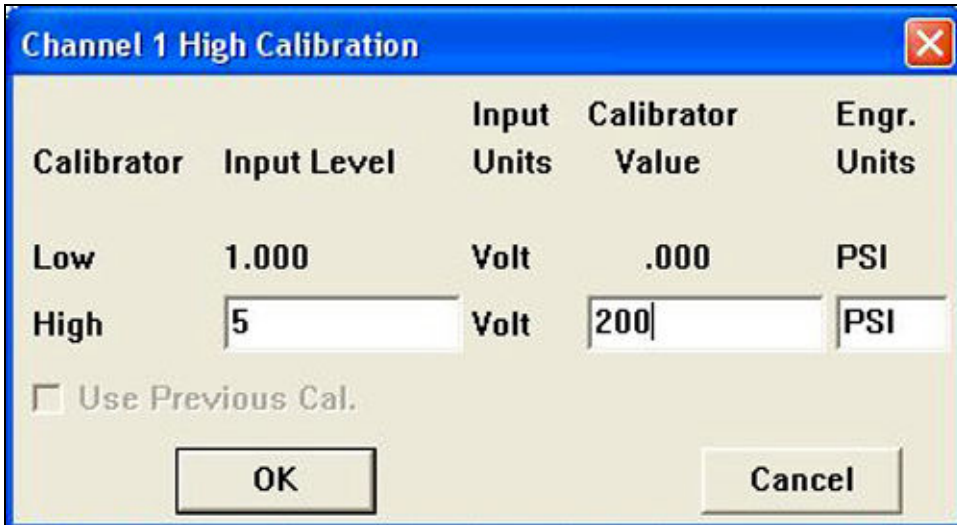 Channel 1 High Calibration
Input Calibrator Engr.
Calibrator Input Level Units Value Units
Low 1.000 Volt .000 PSI
High 5 Volt 200 PSI
Use Previous Cal.
OK Cancel